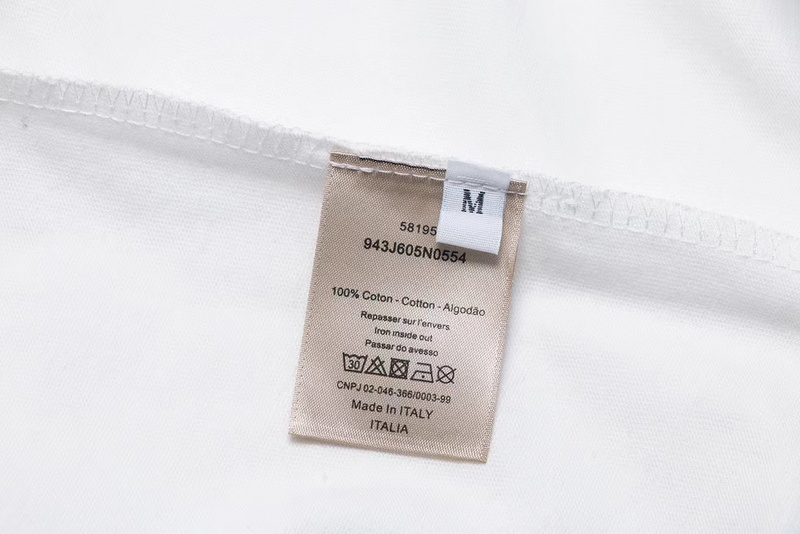 M
58195
943J605N0554
100% Coton - Cotton - Algodão
Repasser sur l'envers
Iron inside out
Passar do avesso
30
CNPJ 02-046-366/0003-99
Made In ITALY
ITALIA